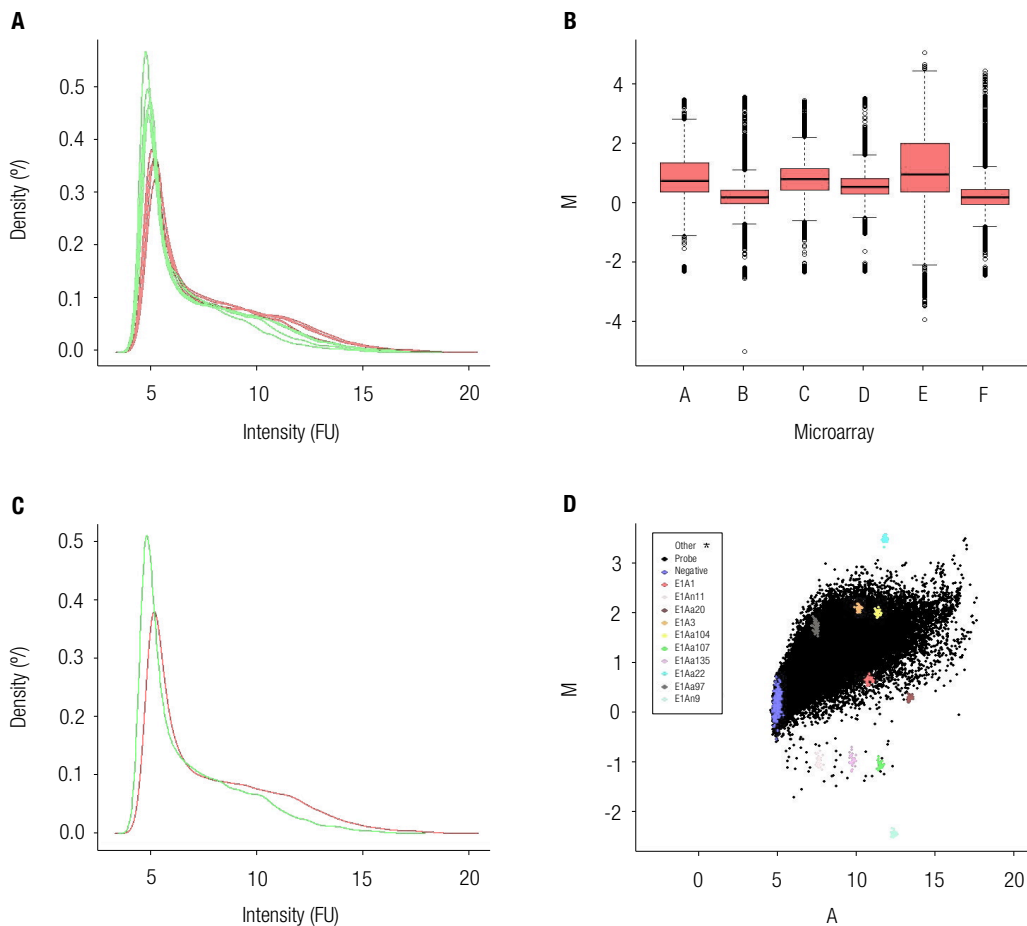 A
Density (º/)
0.5
0.4
0.3
0.2
0.1
0.0
5 10 15 20
Intensity (FU)
B
M
4
2
0
-2
-4
A B C D E F
Microarray
C
Density (º/)
0.5
0.4
0.3
0.2
0.1
0.0
5 10 15 20
Intensity (FU)
D
M
3
2
1
0
-1
-2
Other *
Probe
Negative
E1A1
E1An11
E1Aa20
E1A3
E1Aa104
E1Aa107
E1Aa135
E1Aa22
E1Aa97
E1An9
0 5 10 15 20
A